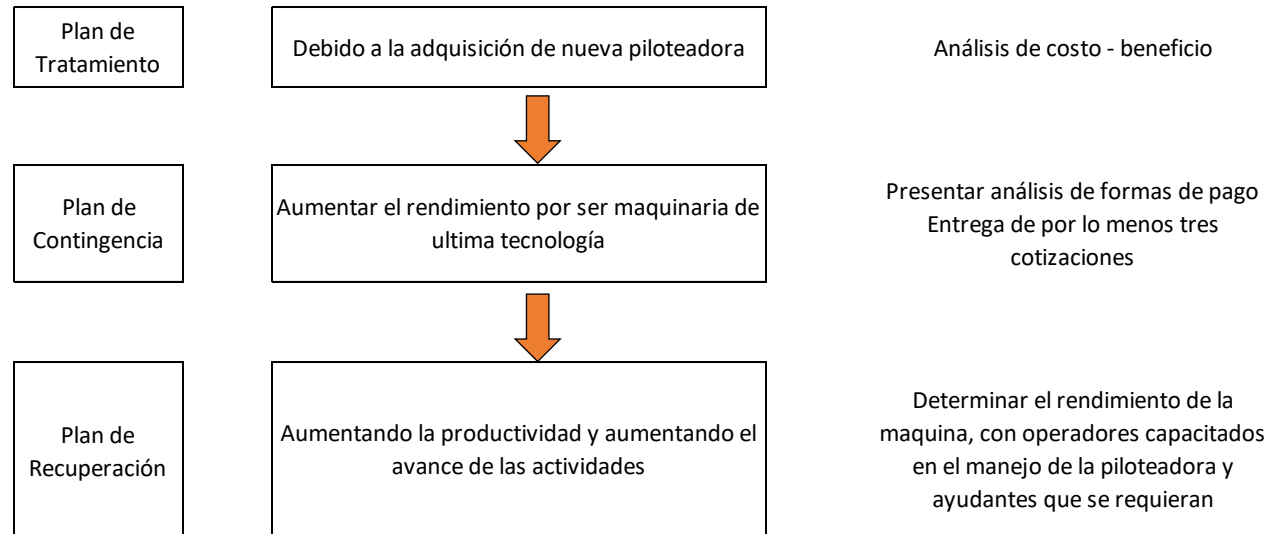 Plan de
Tratamiento
Debido a la adquisición de nueva piloteadora
Análisis de costo - beneficio
Plan de
Contingencia
Aumentar el rendimiento por ser maquinaria de
ultima tecnología
Presentar análisis de formas de pago
Entrega de por lo menos tres
cotizaciones
Plan de
Recuperación
Aumentando la productividad y aumentando el
avance de las actividades
Determinar el rendimiento de la
maquina, con operadores capacitados
en el manejo de la piloteadora y
ayudantes que se requieran